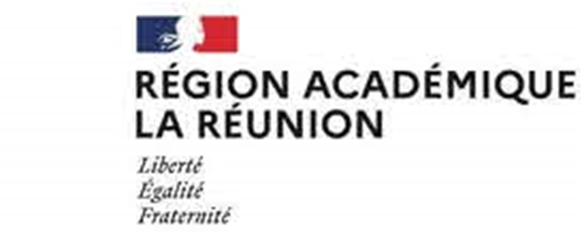 RÉGION ACADÉMIQUE
LA RÉUNION
Liberté
Égalité
Fraternité